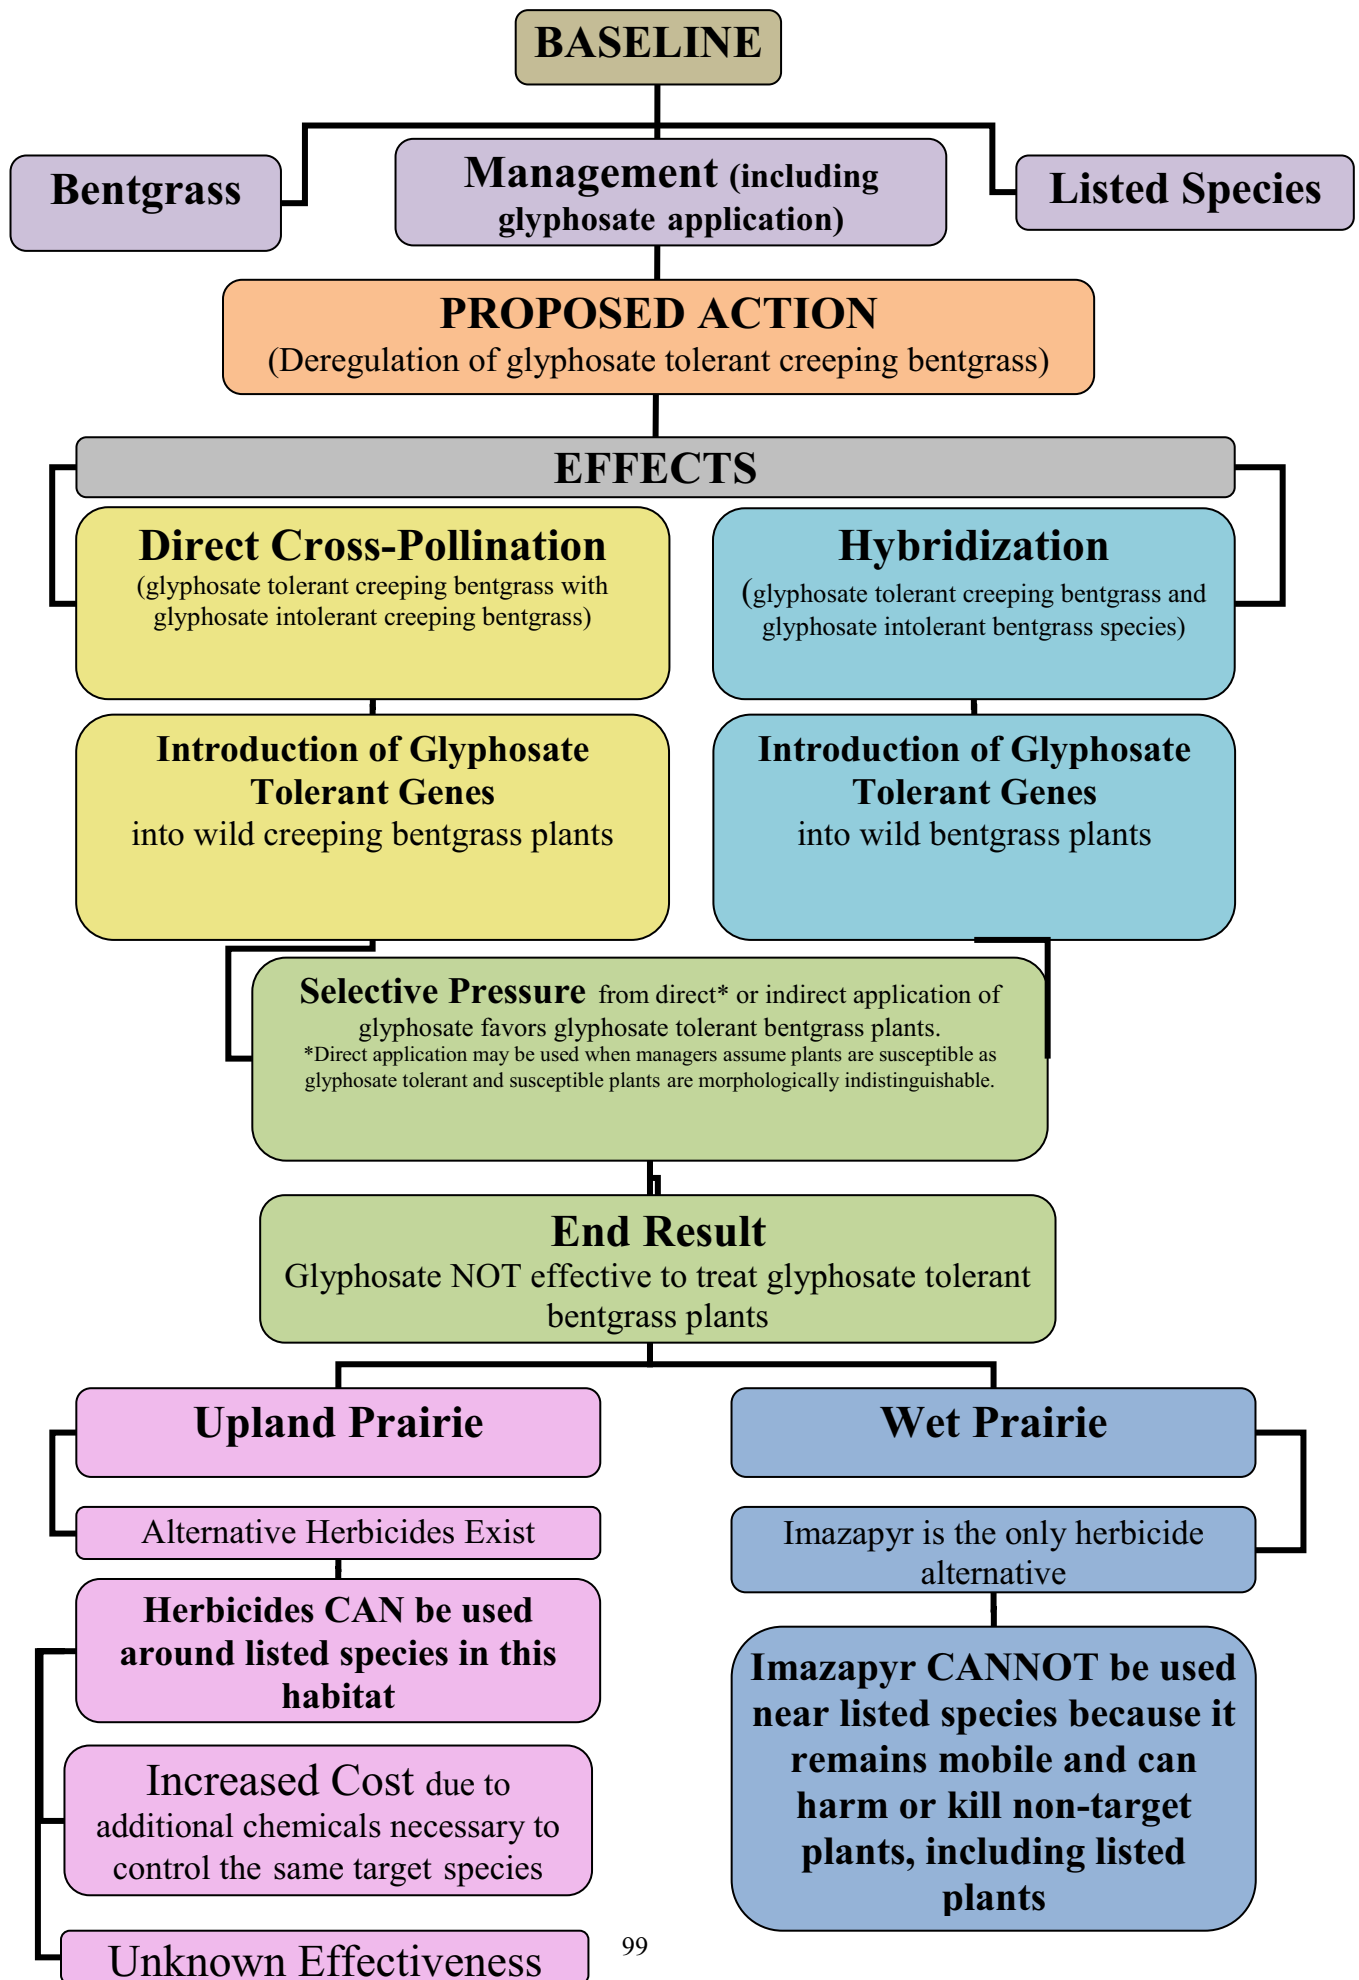 BASELINE
Bentgrass
Management (including
glyphosate application)
Listed Species
PROPOSED ACTION
(Deregulation of glyphosate tolerant creeping bentgrass)
EFFECTS
Direct Cross-Pollination
(glyphosate tolerant creeping bentgrass with
glyphosate intolerant creeping bentgrass)
Hybridization
(glyphosate tolerant creeping bentgrass and
glyphosate intolerant bentgrass species)
Introduction of Glyphosate
Tolerant Genes
into wild creeping bentgrass plants
Introduction of Glyphosate
Tolerant Genes
into wild bentgrass plants
Selective Pressure from direct* or indirect application of
glyphosate favors glyphosate tolerant bentgrass plants.
*Direct application may be used when managers assume plants are susceptible as
glyphosate tolerant and susceptible plants are morphologically indistinguishable.
End Result
Glyphosate NOT effective to treat glyphosate tolerant
bentgrass plants
Upland Prairie
Alternative Herbicides Exist
Herbicides CAN be used
around listed species in this
habitat
Increased Cost due to
additional chemicals necessary to
control the same target species
Unknown Effectiveness
Wet Prairie
Imazapyr is the only herbicide
alternative
Imazapyr CANNOT be used
near listed species because it
remains mobile and can
harm or kill non-target
plants, including listed
plants
99